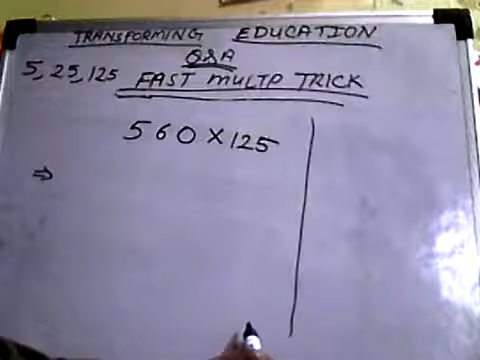 TRANSFORMING EDUCATION
Q&A
5, 25, 125 FAST MULTP TRICK
560 × 125
⇒